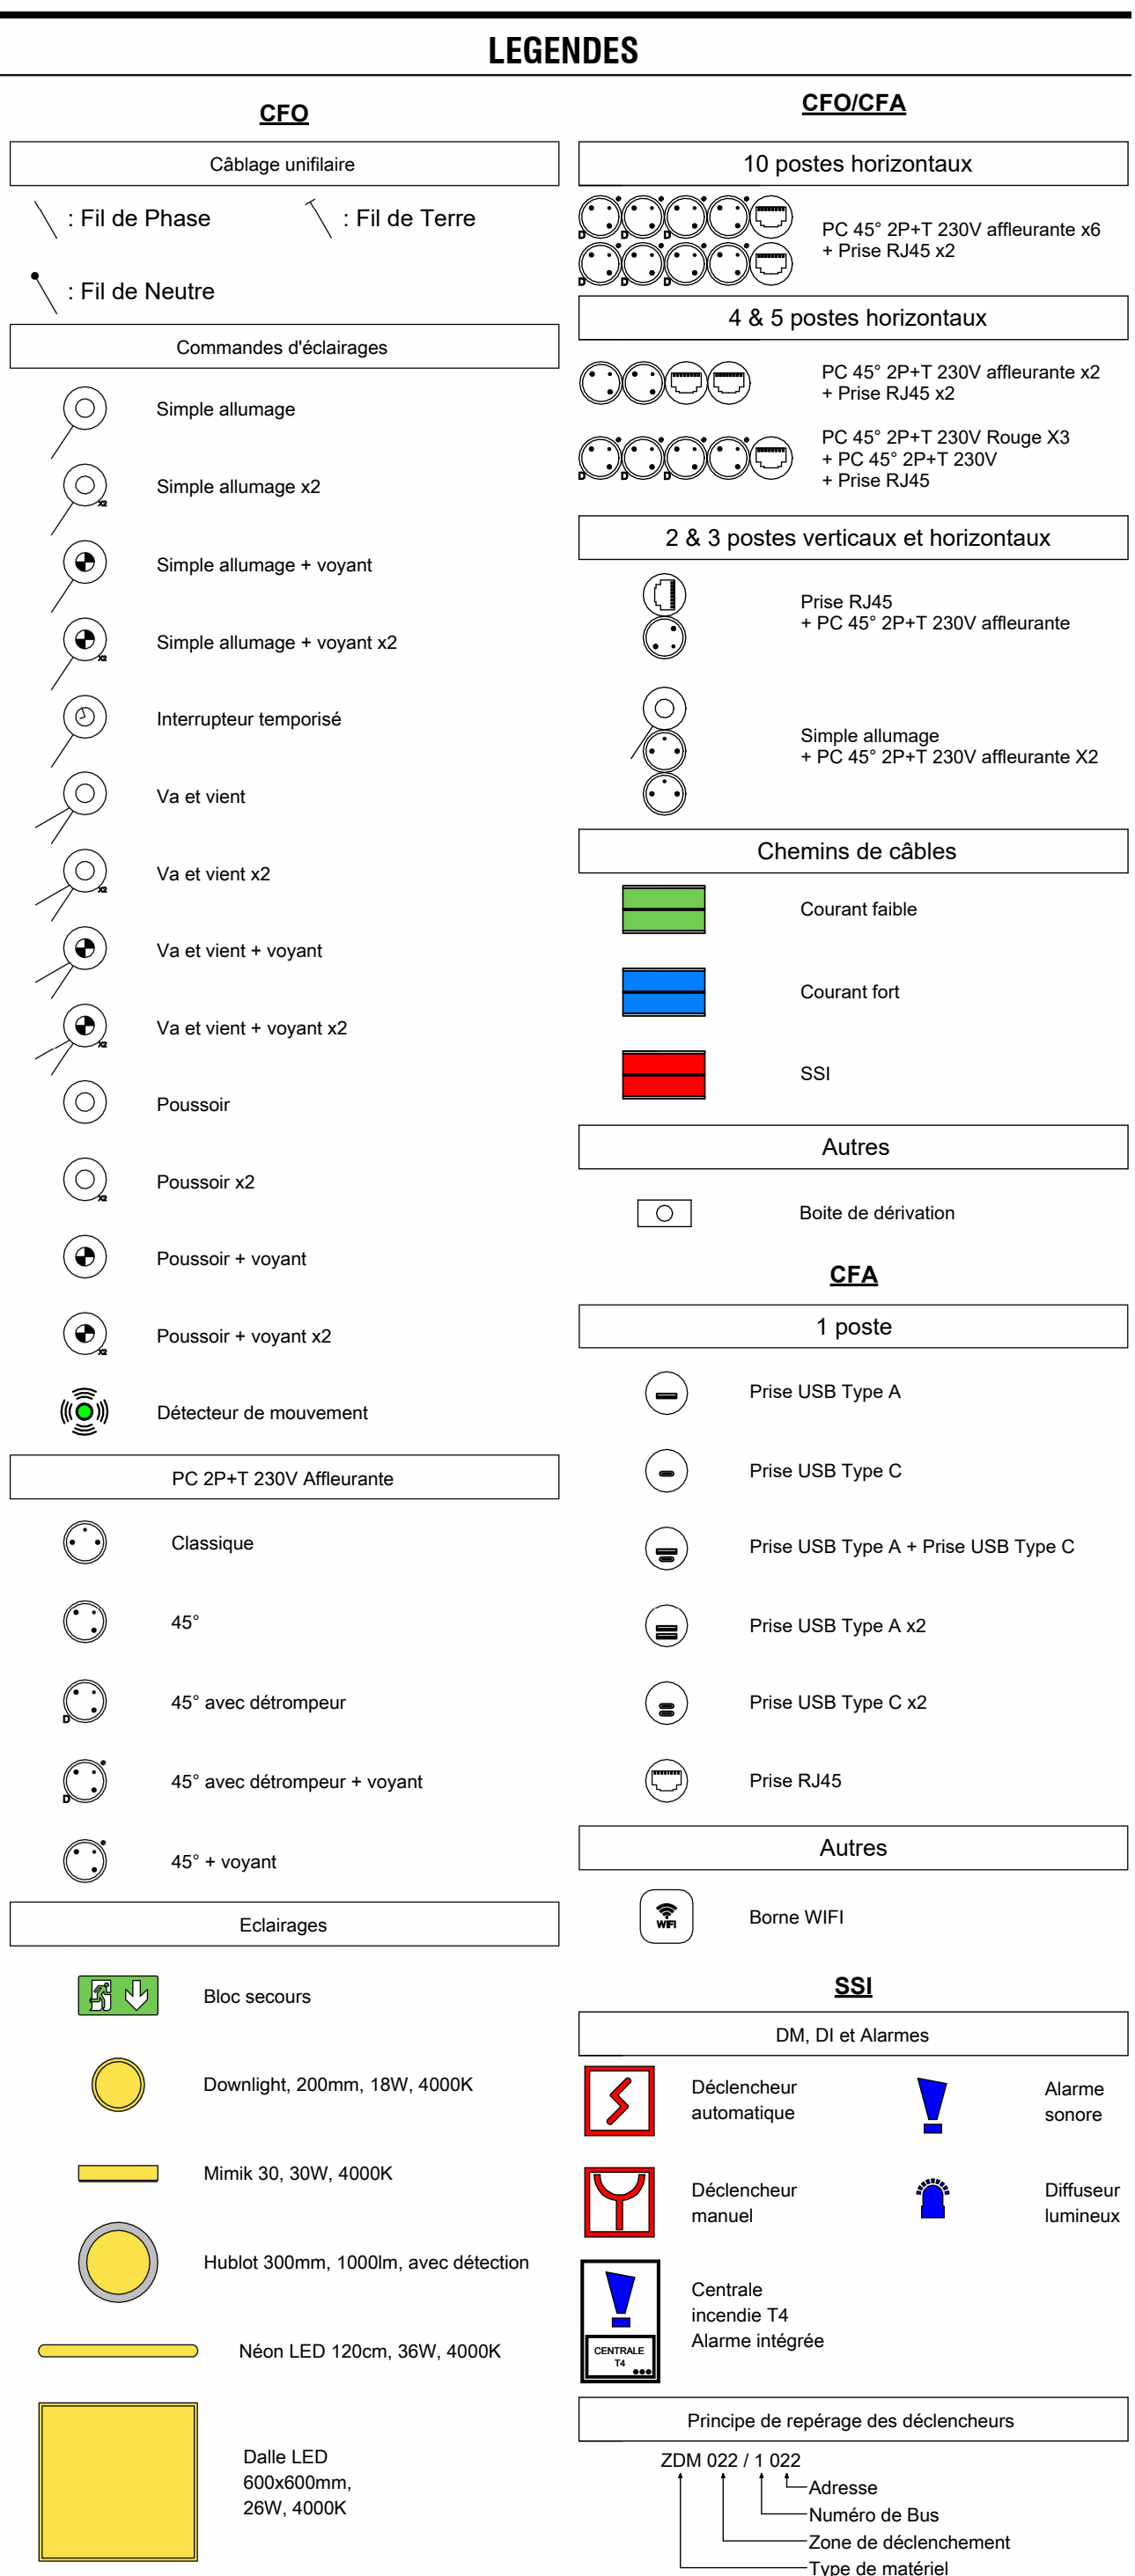 LEGENDES
CFO
Câblage unifilaire
: Fil de Phase
: Fil de Terre
: Fil de Neutre
Commandes d'éclairages
Simple allumage
X2
Simple allumage x2
Simple allumage + voyant
X2
Simple allumage + voyant x2
Interrupteur temporisé
Va et vient
X2
Va et vient x2
Va et vient + voyant
X2
Va et vient + voyant x2
Poussoir
X2
Poussoir x2
Poussoir + voyant
X2
Poussoir + voyant x2
Détecteur de mouvement
PC 2P+T 230V Affleurante
Classique
45°
D
45° avec détrompeur
D
45° avec détrompeur + voyant
45° + voyant
Eclairages
Bloc secours
Downlight, 200mm, 18W, 4000K
Mimik 30, 30W, 4000K
Hublot 300mm, 1000lm, avec détection
Néon LED 120cm, 36W, 4000K
Dalle LED
600x600mm,
26W, 4000K
CFO/CFA
10 postes horizontaux
D D D
D D D
PC 45° 2P+T 230V affleurante x6
+ Prise RJ45 x2
4 & 5 postes horizontaux
PC 45° 2P+T 230V affleurante x2
+ Prise RJ45 x2
D D D
PC 45° 2P+T 230V Rouge X3
+ PC 45° 2P+T 230V
+ Prise RJ45
2 & 3 postes verticaux et horizontaux
Prise RJ45
+ PC 45° 2P+T 230V affleurante
Simple allumage
+ PC 45° 2P+T 230V affleurante X2
Chemins de câbles
Courant faible
Courant fort
SSI
Autres
Boite de dérivation
CFA
1 poste
Prise USB Type A
Prise USB Type C
Prise USB Type A + Prise USB Type C
Prise USB Type A x2
Prise USB Type C x2
Prise RJ45
Autres
WIFI
Borne WIFI
SSI
DM, DI et Alarmes
Déclencheur
automatique
Alarme
sonore
Déclencheur
manuel
Diffuseur
lumineux
CENTRALE
T4
Centrale
incendie T4
Alarme intégrée
Principe de repérage des déclencheurs
ZDM 022 / 1 022
Adresse
Numéro de Bus
Zone de déclenchement
Type de matériel